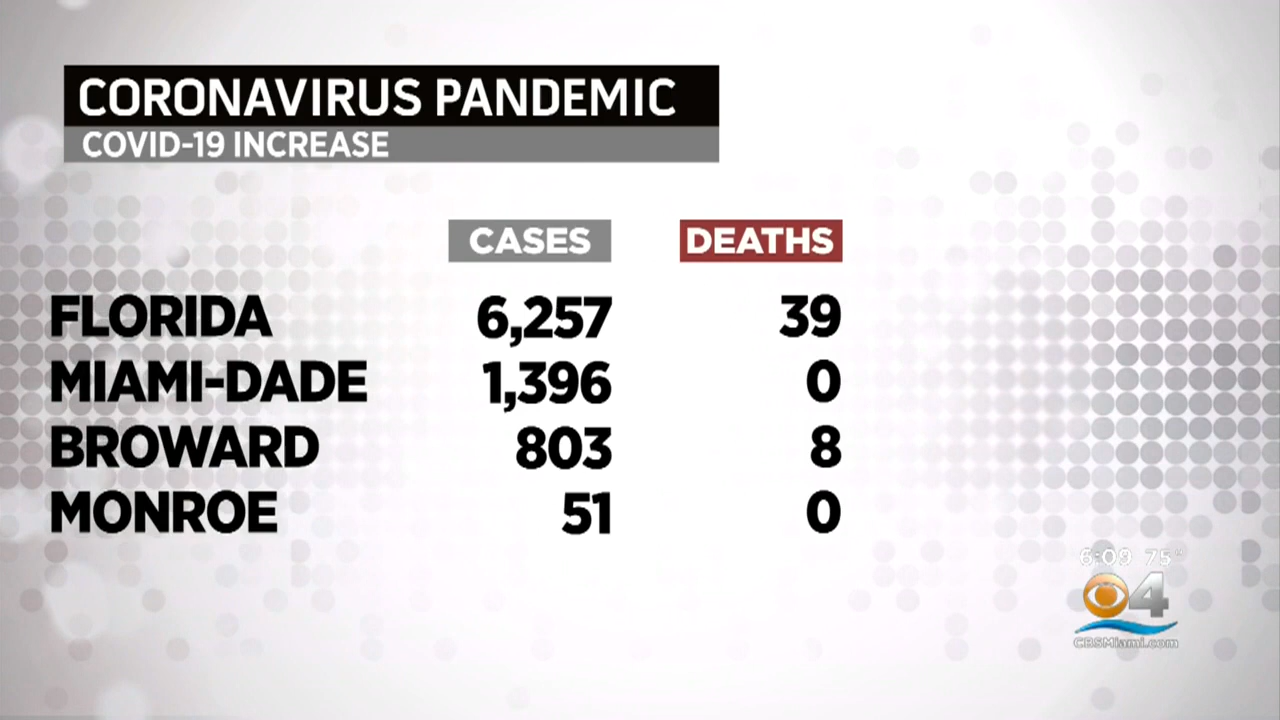 CORONAVIRUS PANDEMIC
COVID-19 INCREASE
CASES DEATHS
FLORIDA 6,257 39
MIAMI-DADE 1,396 0
BROWARD 803 8
MONROE 51 0
6:09 75°
4
CBSMiami.com